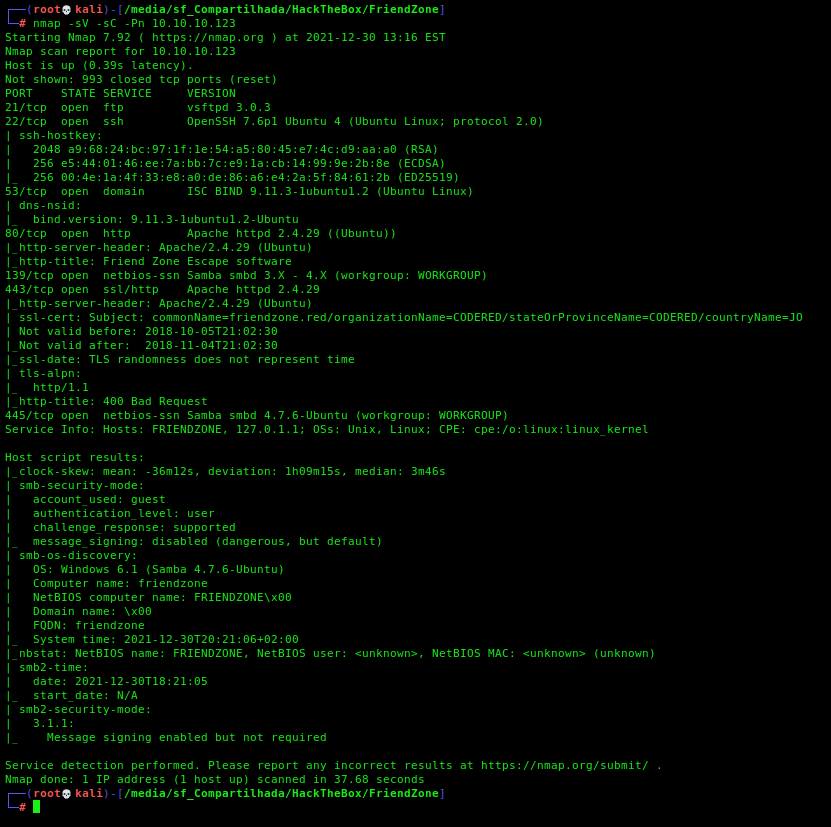 ┌──(root💀kali)-[/media/sf_Compartilhada/HackTheBox/FriendZone]
└─# nmap -sV -sC -Pn 10.10.10.123
Starting Nmap 7.92 ( https://nmap.org ) at 2021-12-30 13:16 EST
Nmap scan report for 10.10.10.123
Host is up (0.39s latency).
Not shown: 993 closed tcp ports (reset)
PORT    STATE SERVICE     VERSION
21/tcp  open  ftp         vsftpd 3.0.3
22/tcp  open  ssh         OpenSSH 7.6p1 Ubuntu 4 (Ubuntu Linux; protocol 2.0)
| ssh-hostkey:
|   2048 a9:68:24:bc:97:1f:1e:54:a5:80:45:e7:4c:d9:aa:a0 (RSA)
|   256 e5:44:01:46:ee:7a:bb:7c:e9:1a:cb:14:99:9e:2b:8e (ECDSA)
|_  256 00:4e:1a:4f:33:e8:a0:de:86:a6:e4:2a:5f:84:61:2b (ED25519)
53/tcp  open  domain      ISC BIND 9.11.3-1ubuntu1.2 (Ubuntu Linux)
| dns-nsid:
|_  bind.version: 9.11.3-1ubuntu1.2-Ubuntu
80/tcp  open  http        Apache httpd 2.4.29 ((Ubuntu))
|_http-server-header: Apache/2.4.29 (Ubuntu)
|_http-title: Friend Zone Escape software
139/tcp open  netbios-ssn Samba smbd 3.X - 4.X (workgroup: WORKGROUP)
443/tcp open  ssl/http    Apache httpd 2.4.29
|_http-server-header: Apache/2.4.29 (Ubuntu)
| ssl-cert: Subject: commonName=friendzone.red/organizationName=CODERED/stateOrProvinceName=CODERED/countryName=JO
| Not valid before: 2018-10-05T21:02:30
|_Not valid after:  2018-11-04T21:02:30
|_ssl-date: TLS randomness does not represent time
| tls-alpn:
|_  http/1.1
|_http-title: 400 Bad Request
445/tcp open  netbios-ssn Samba smbd 4.7.6-Ubuntu (workgroup: WORKGROUP)
Service Info: Hosts: FRIENDZONE, 127.0.1.1; OSs: Unix, Linux; CPE: cpe:/o:linux:linux_kernel

Host script results:
|_clock-skew: mean: -36m12s, deviation: 1h09m15s, median: 3m46s
| smb-security-mode:
|   account_used: guest
|   authentication_level: user
|   challenge_response: supported
|_  message_signing: disabled (dangerous, but default)
| smb-os-discovery:
|   OS: Windows 6.1 (Samba 4.7.6-Ubuntu)
|   Computer name: friendzone
|   NetBIOS computer name: FRIENDZONE\x00
|   Domain name: \x00
|   FQDN: friendzone
|_  System time: 2021-12-30T20:21:06+02:00
|_nbstat: NetBIOS name: FRIENDZONE, NetBIOS user: <unknown>, NetBIOS MAC: <unknown> (unknown)
| smb2-time:
|   date: 2021-12-30T18:21:05
|_  start_date: N/A
| smb2-security-mode:
|   3.1.1:
|_    Message signing enabled but not required

Service detection performed. Please report any incorrect results at https://nmap.org/submit/ .
Nmap done: 1 IP address (1 host up) scanned in 37.68 seconds
┌──(root💀kali)-[/media/sf_Compartilhada/HackTheBox/FriendZone]
└─#